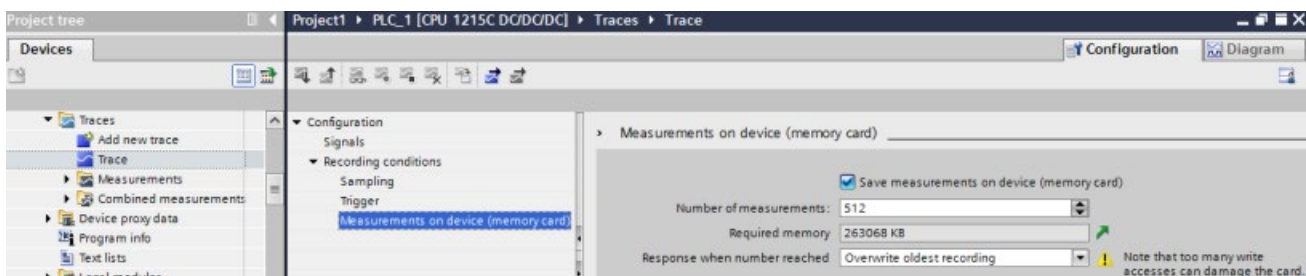 Project tree
Project1 ▸ PLC_1 [CPU 1215C DC/DC/DC] ▸ Traces ▸ Trace
Devices
Configuration
Diagram
Traces
Add new trace
Trace
Measurements
Combined measurements
Device proxy data
Program info
Text lists
Local modules
Configuration
Signals
Recording conditions
Sampling
Trigger
Measurements on device (memory card)
Measurements on device (memory card)
Save measurements on device (memory card)
Number of measurements: 512
Required memory 263068 KB
Response when number reached Overwrite oldest recording
Note that too many write
accesses can damage the card.